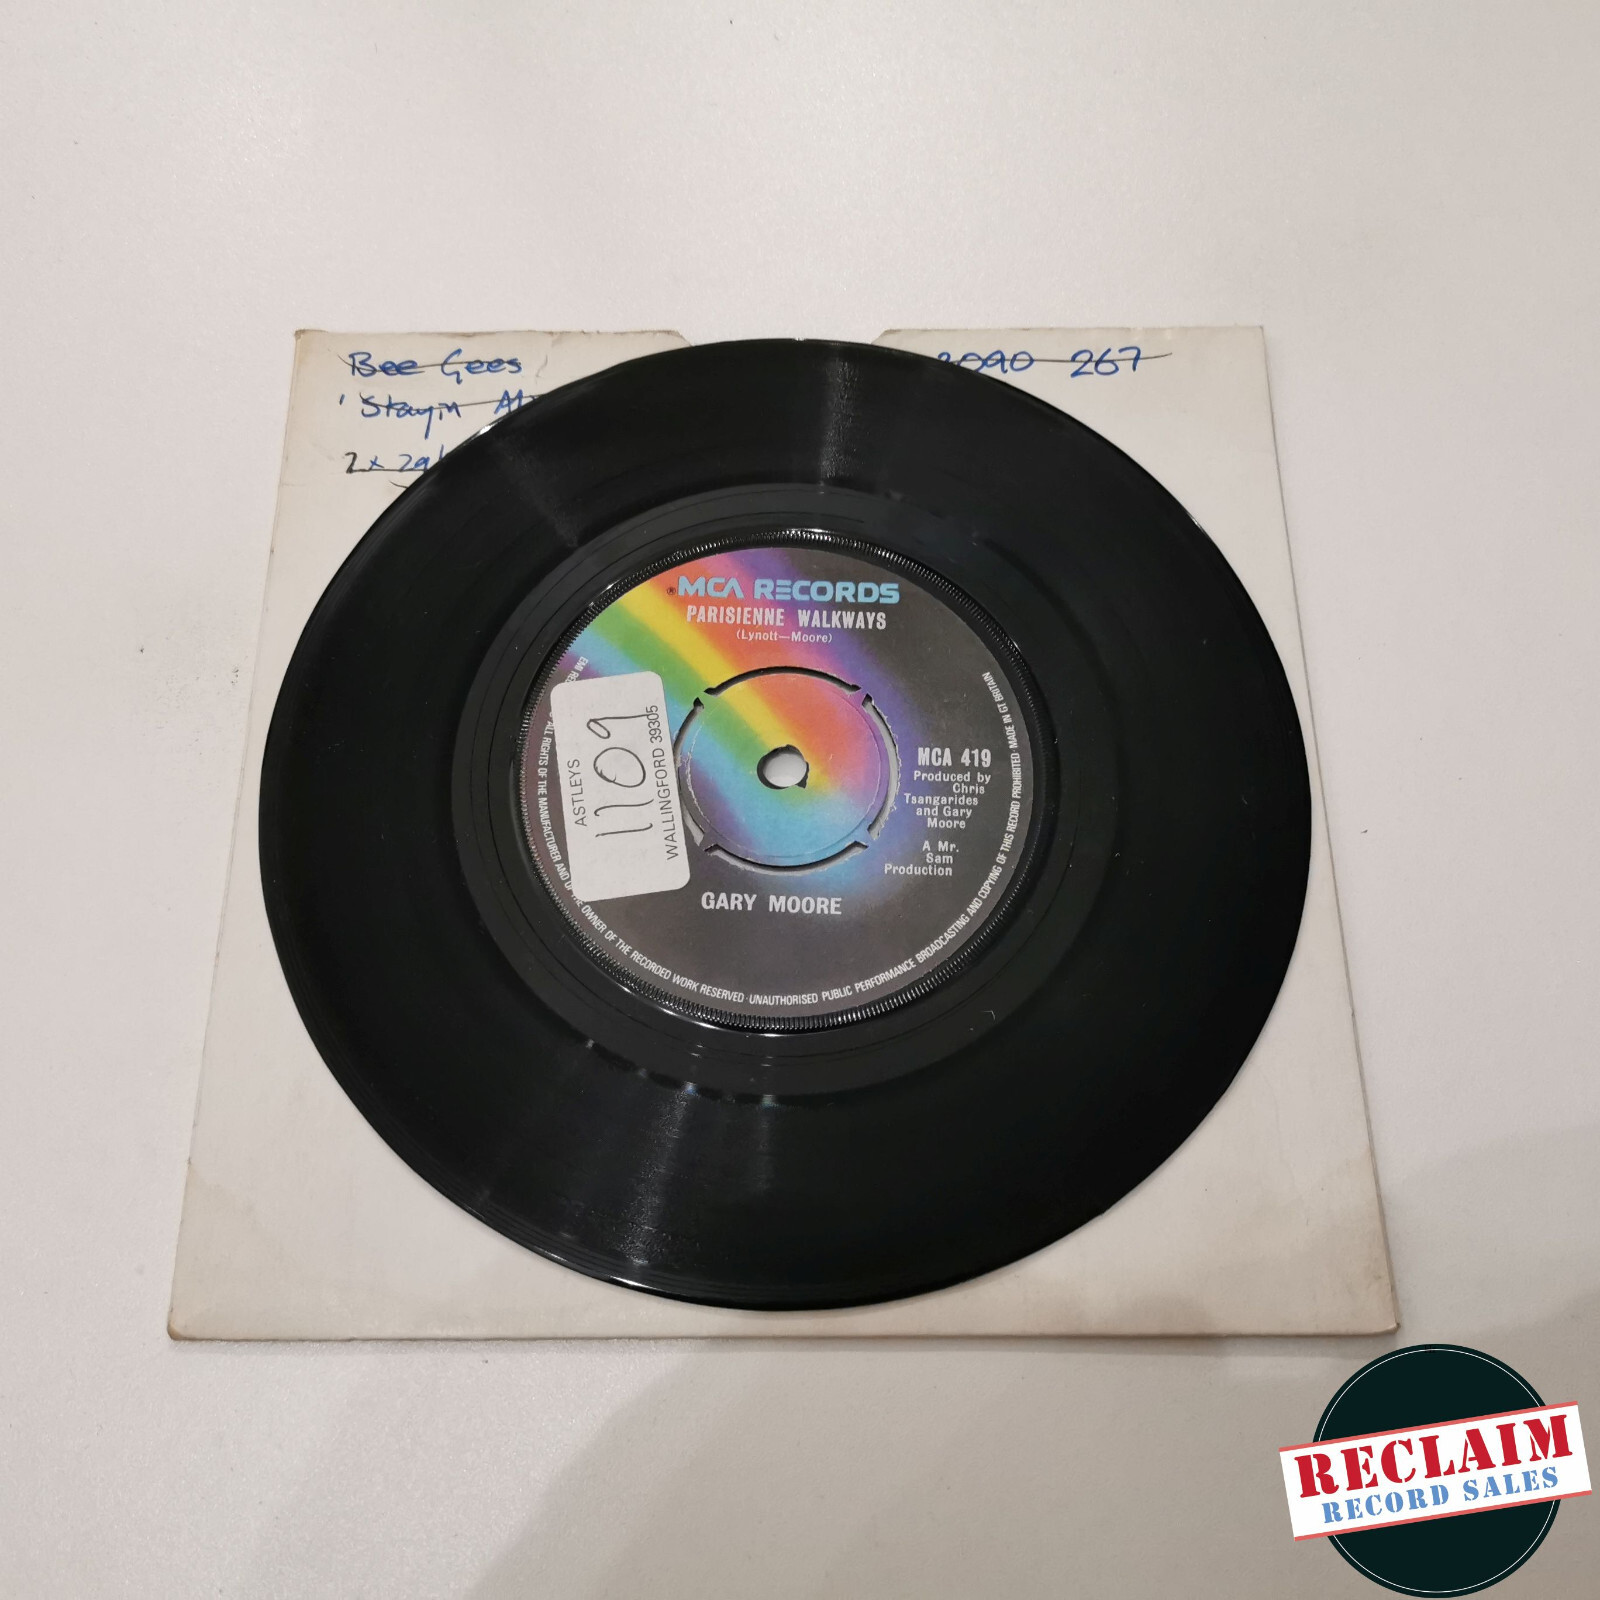 Bee Gees
2090 267
'Stayin
2 x
®MCA RECORDS
PARISIENNE WALKWAYS
(Lynott—Moore)
ASTLEYS
1109
WALLINGFORD 39305
MCA 419
Produced by
Chris
Tsangarides
and Gary
Moore
A Mr.
Sam
Production
GARY MOORE
ALL RIGHTS OF THE MANUFACTURER AND OF THE OWNER OF THE RECORDED WORK RESERVED·UNAUTHORISED PUBLIC PERFORMANCE BROADCASTING AND COPYING OF THIS RECORD PROHIBITED·MADE IN GT BRITAIN
RECLAIM
RECORD SALES